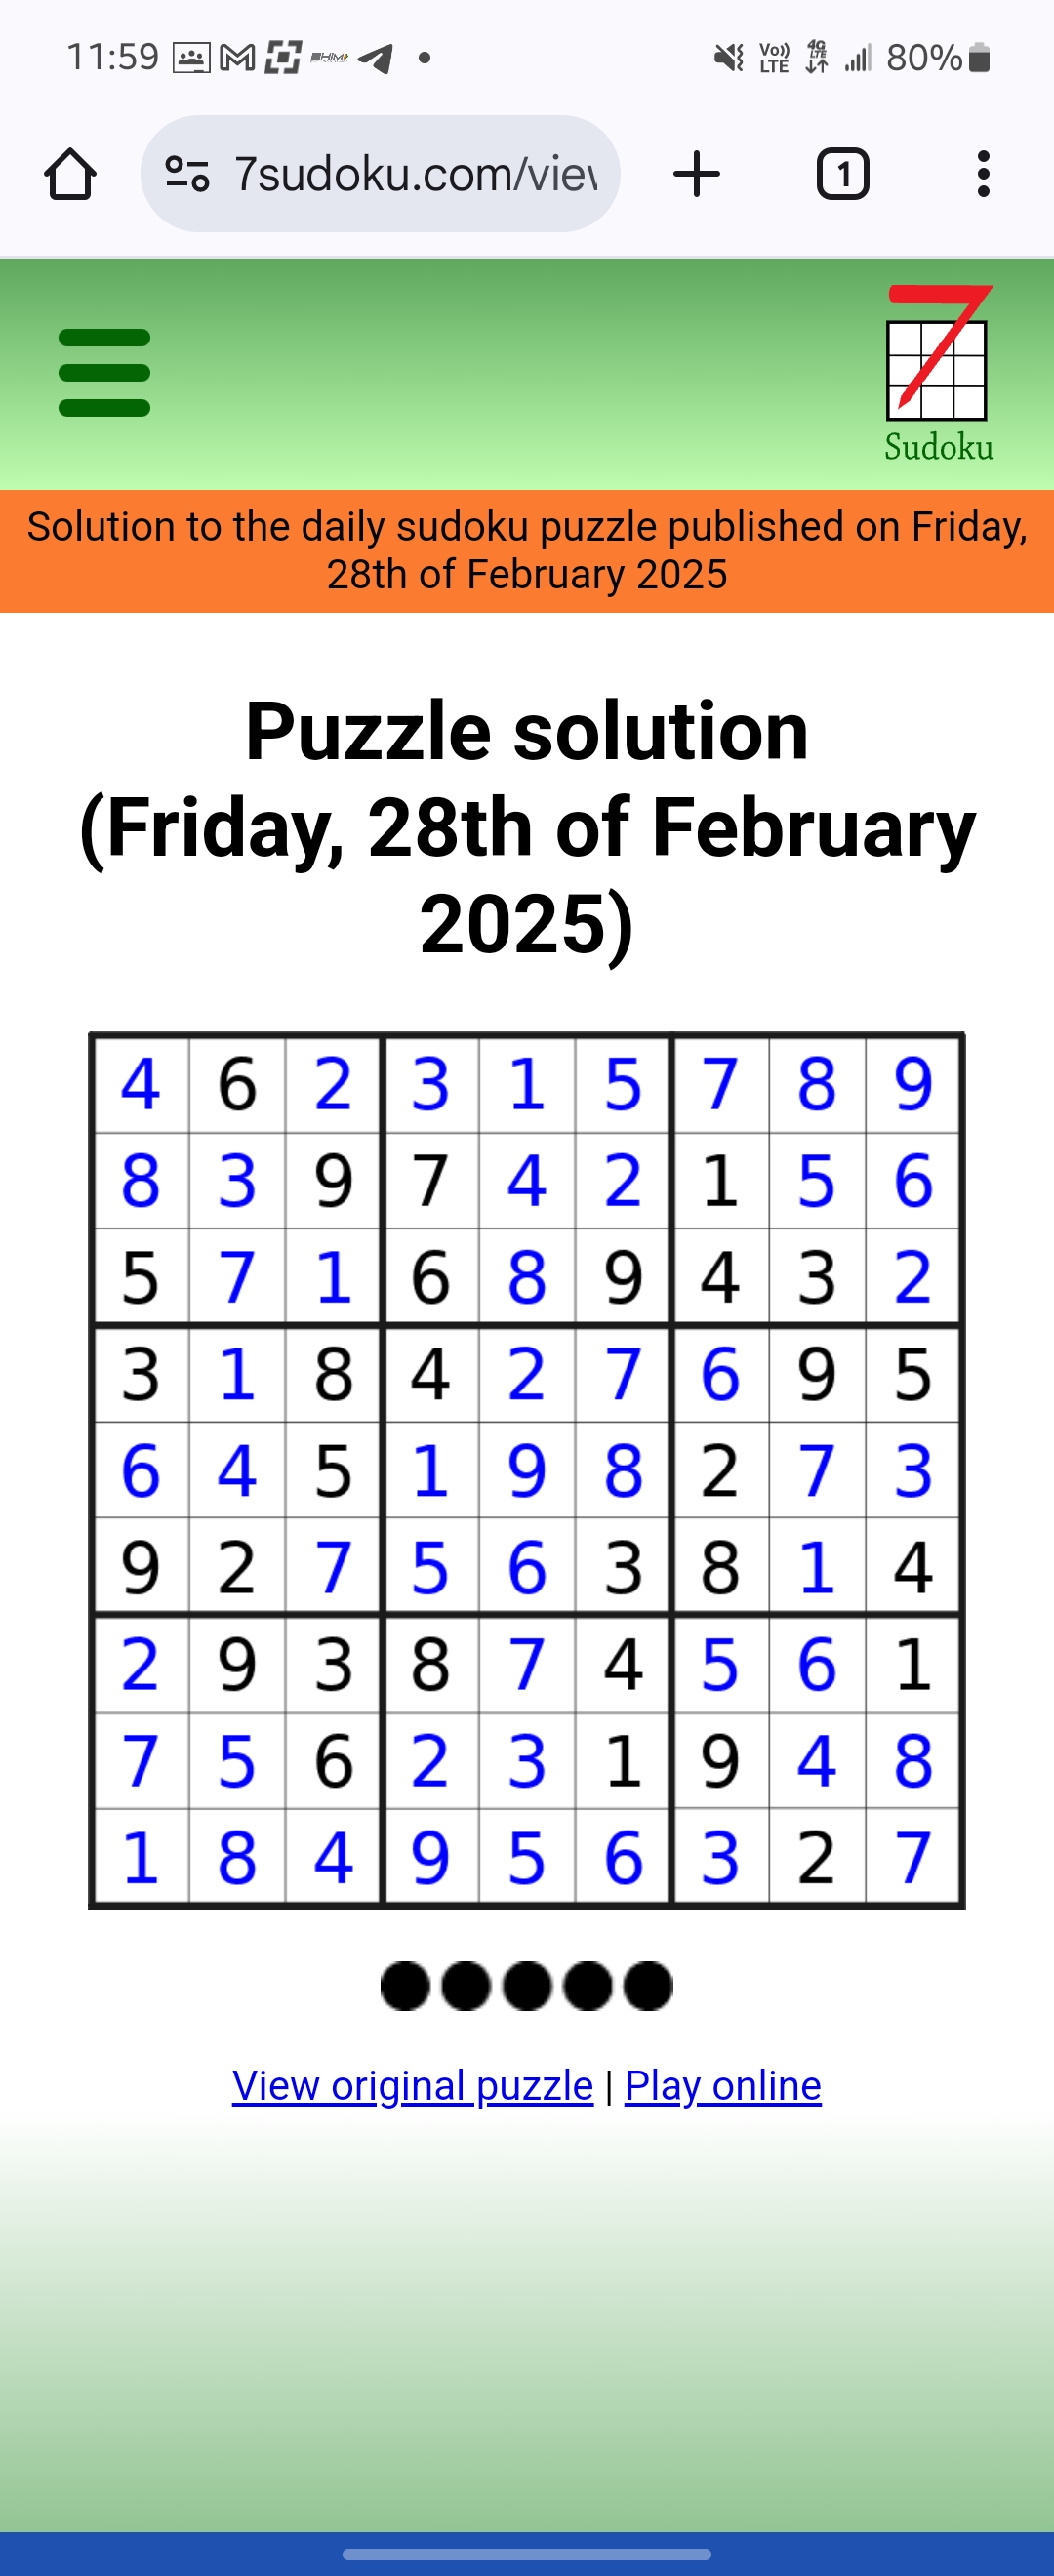 11:59
Vo)) LTE 4G LTE 80%
7sudoku.com/viev
1
7
Sudoku
Solution to the daily sudoku puzzle published on Friday,
28th of February 2025
Puzzle solution
(Friday, 28th of February
2025)
4 6 2 3 1 5 7 8 9
8 3 9 7 4 2 1 5 6
5 7 1 6 8 9 4 3 2
3 1 8 4 2 7 6 9 5
6 4 5 1 9 8 2 7 3
9 2 7 5 6 3 8 1 4
2 9 3 8 7 4 5 6 1
7 5 6 2 3 1 9 4 8
1 8 4 9 5 6 3 2 7
View original puzzle | Play online